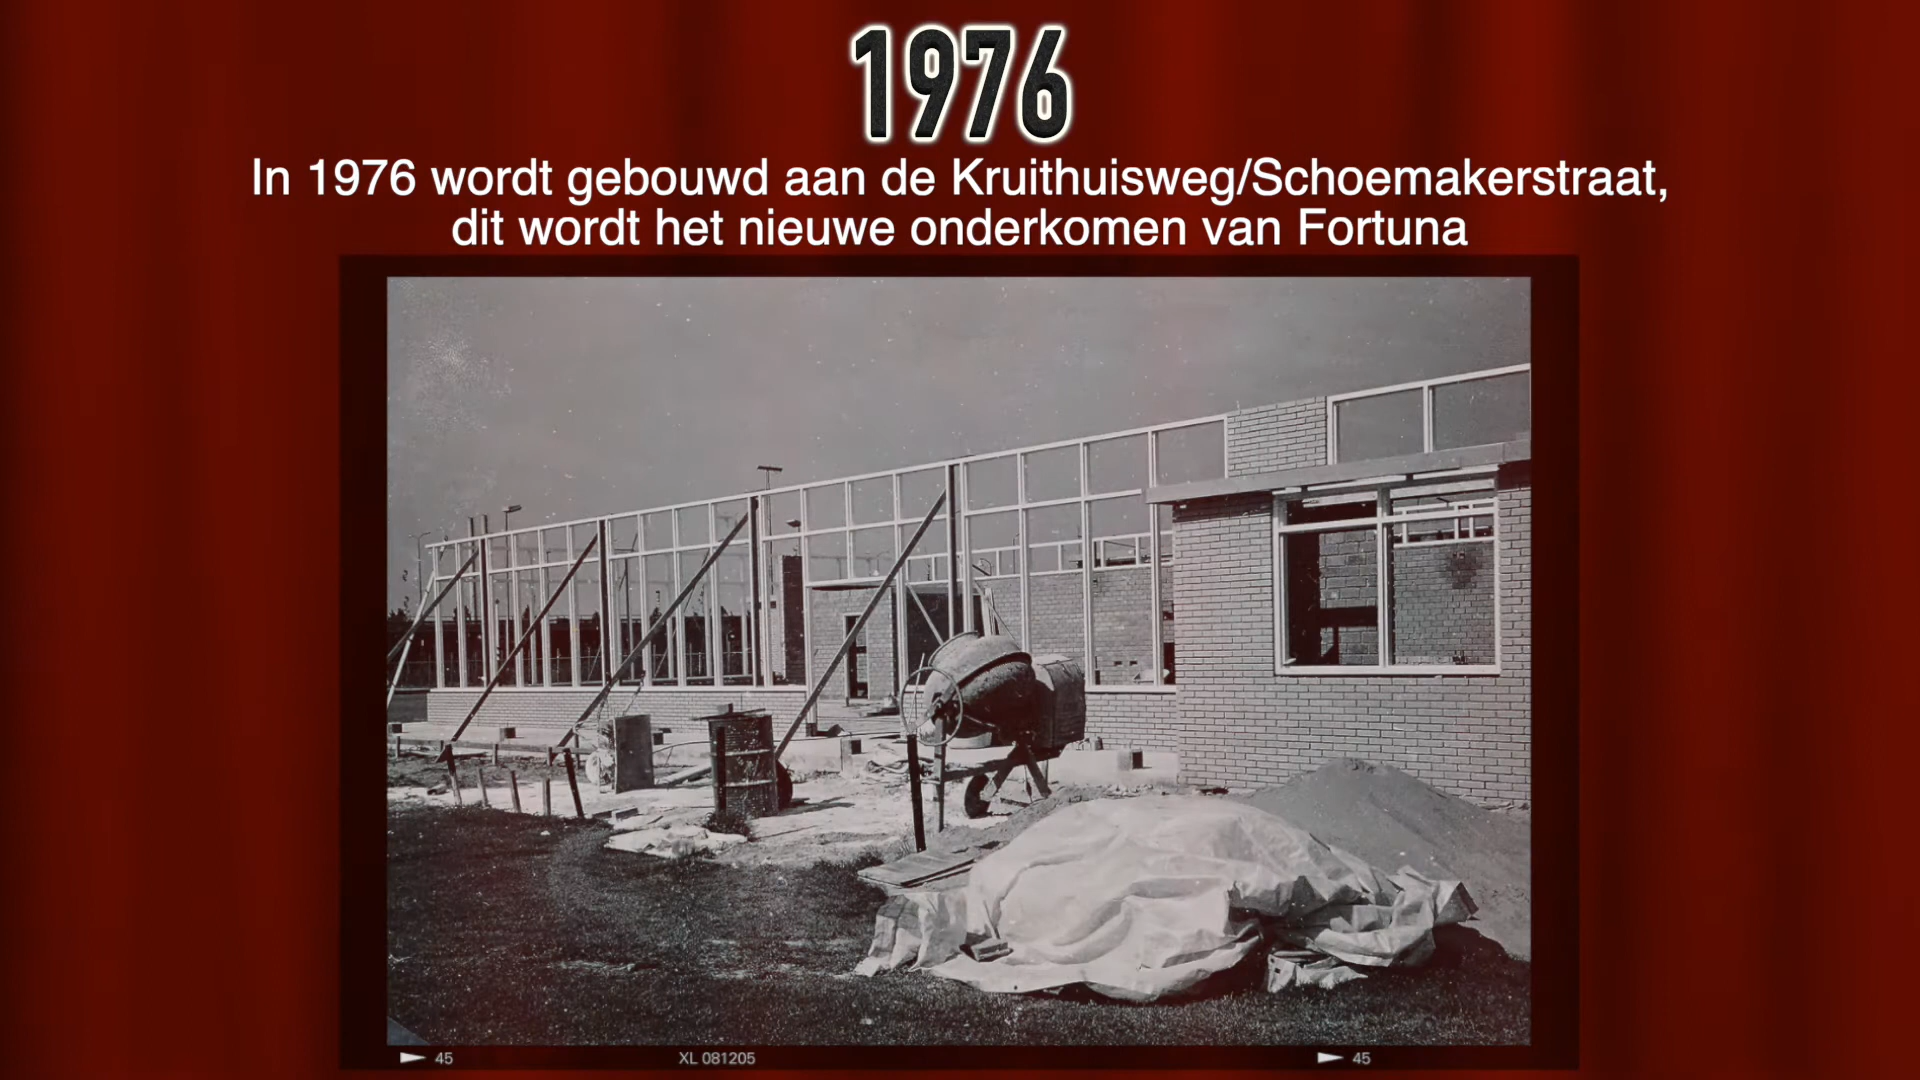 1976
In 1976 wordt gebouwd aan de Kruithuisweg/Schoemakerstraat,
dit wordt het nieuwe onderkomen van Fortuna
45 XL 081205 45